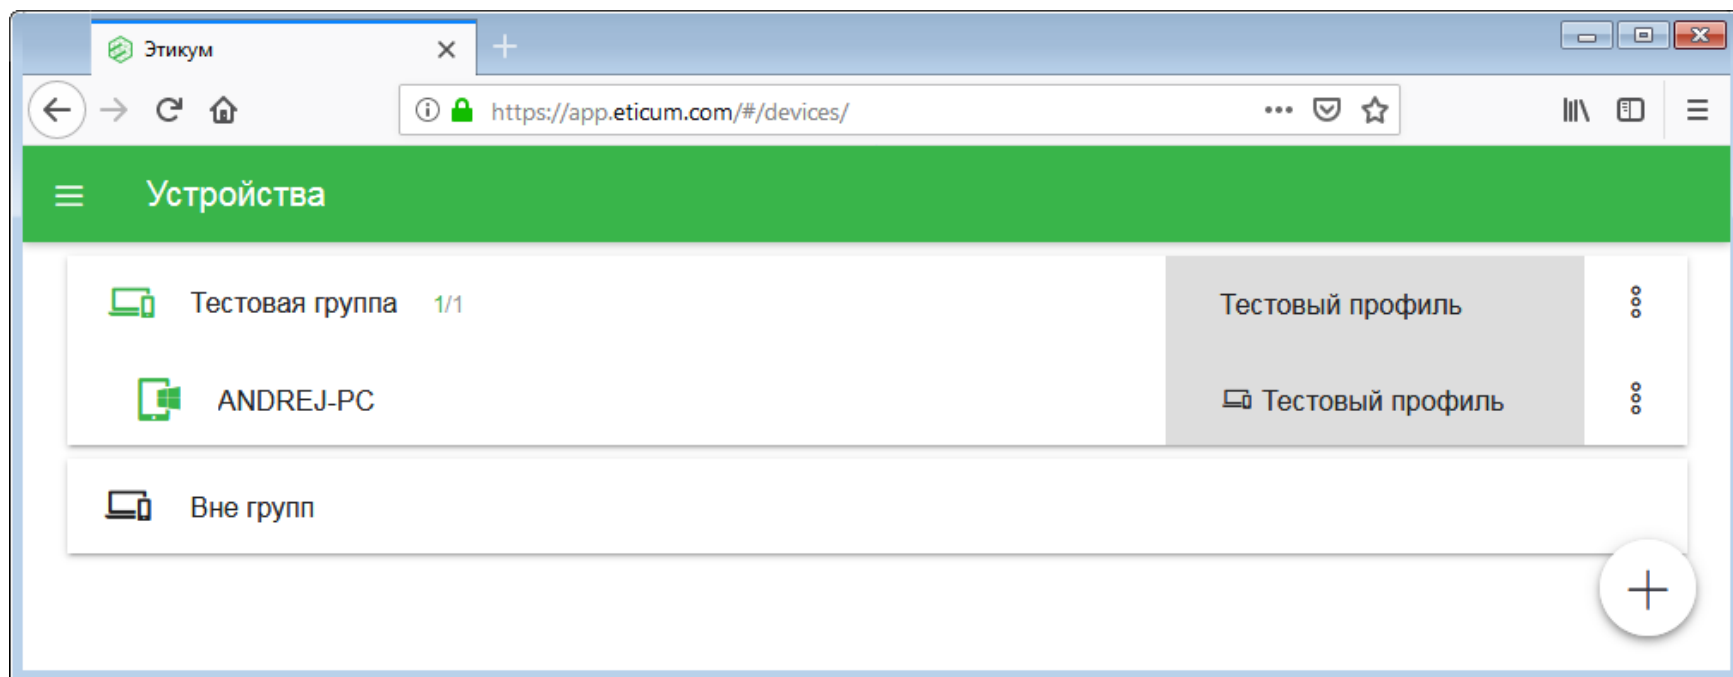 Этикум
https://app.eticum.com/#/devices/
Устройства
Тестовая группа 1/1 Тестовый профиль
ANDREJ-PC Тестовый профиль
Вне групп